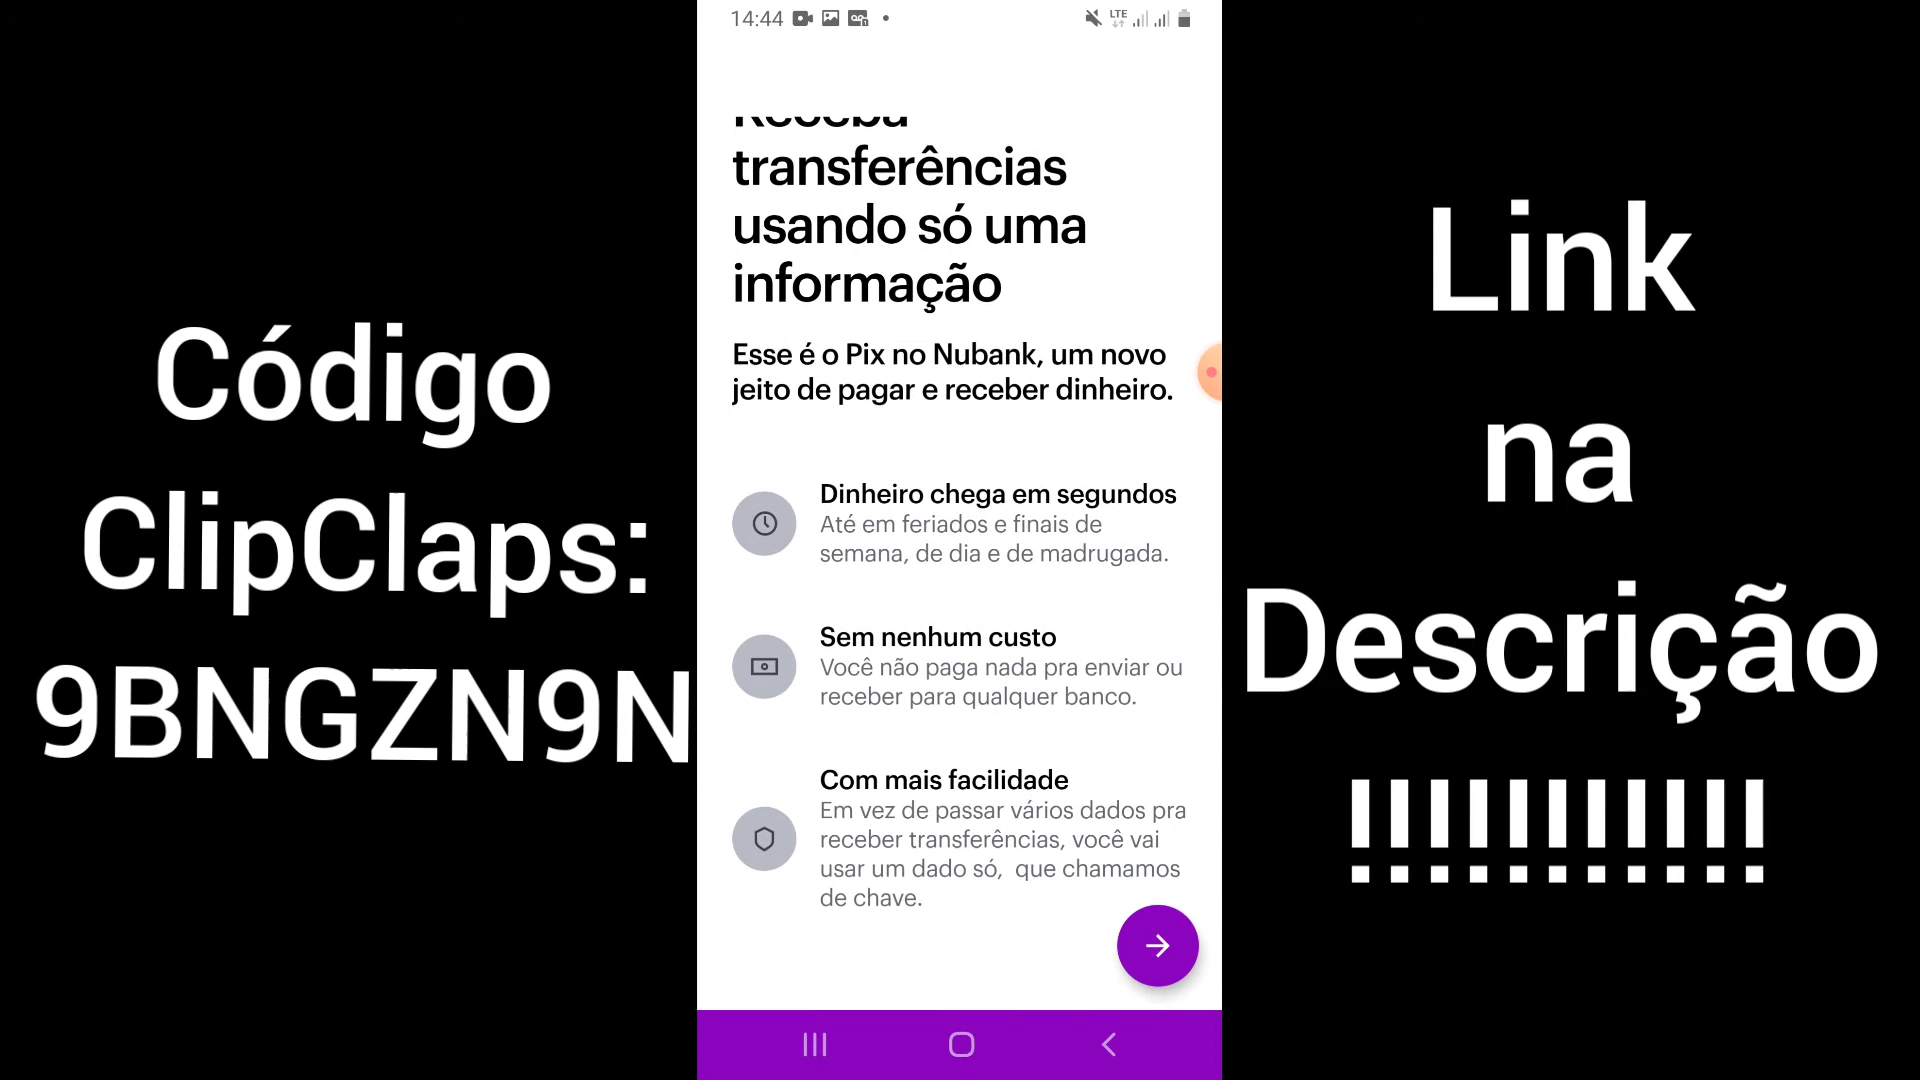 Código
ClipClaps:
9BNGZN9N
14:44
LTE
Receba
transferências
usando só uma
informação
Esse é o Pix no Nubank, um novo
jeito de pagar e receber dinheiro.
Dinheiro chega em segundos
Até em feriados e finais de
semana, de dia e de madrugada.
Sem nenhum custo
Você não paga nada pra enviar ou
receber para qualquer banco.
Com mais facilidade
Em vez de passar vários dados pra
receber transferências, você vai
usar um dado só,  que chamamos
de chave.
Link
na
Descrição
!!!!!!!!!!!